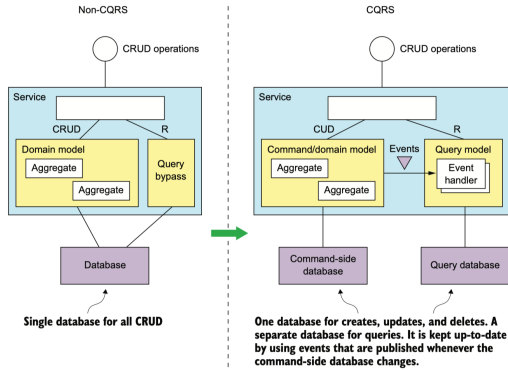 Non-CQRS
CRUD operations
Service
CRUD
R
Domain model
Aggregate
Aggregate
Query
bypass
Database
Single database for all CRUD
CQRS
CRUD operations
Service
CUD
R
Command/domain model
Aggregate
Aggregate
Events
Query model
Event
handler
Command-side
database
Query database
One database for creates, updates, and deletes. A
separate database for queries. It is kept up-to-date
by using events that are published whenever the
command-side database changes.